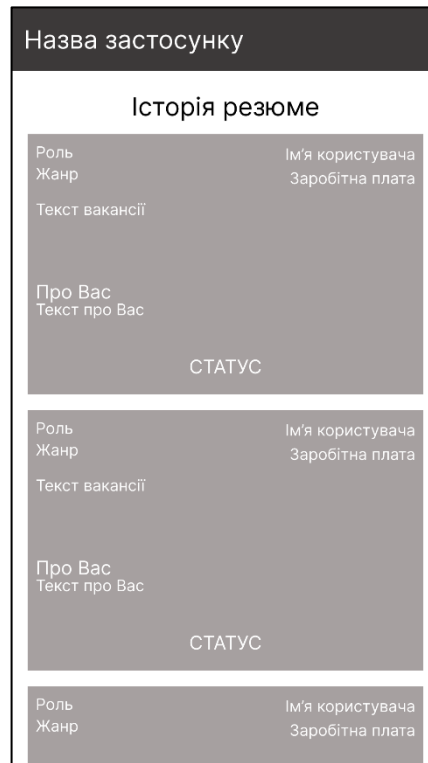 Назва застосунку
Історія резюме
Роль
Ім'я користувача
Жанр
Заробітна плата
Текст вакансії
Про Вас
Текст про Вас
СТАТУС
Роль
Ім'я користувача
Жанр
Заробітна плата
Текст вакансії
Про Вас
Текст про Вас
СТАТУС
Роль
Ім'я користувача
Жанр
Заробітна плата